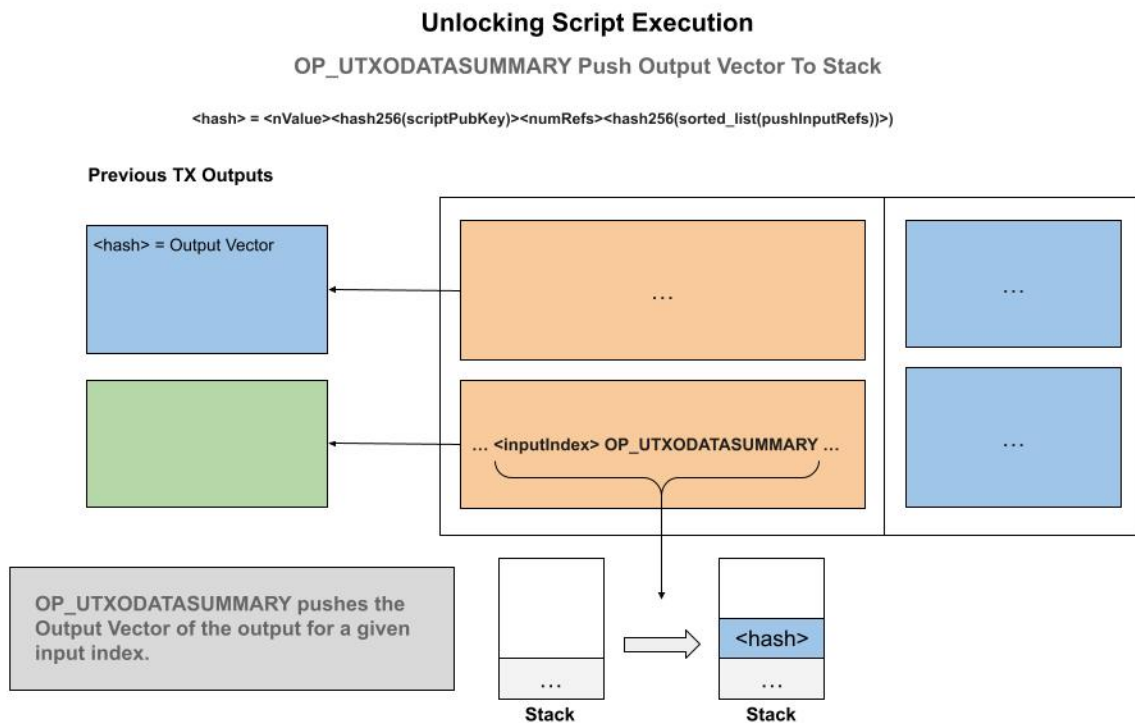 Unlocking Script Execution
OP_UTXODATASUMMARY Push Output Vector To Stack
<hash> = <nValue><hash256(scriptPubKey)><numRefs><hash256(sorted_list(pushInputRefs))>)
Previous TX Outputs
<hash> = Output Vector
...
...
... <inputIndex> OP_UTXODATASUMMARY ...
...
OP_UTXODATASUMMARY pushes the
Output Vector of the output for a given
input index.
...
Stack
<hash>
...
Stack